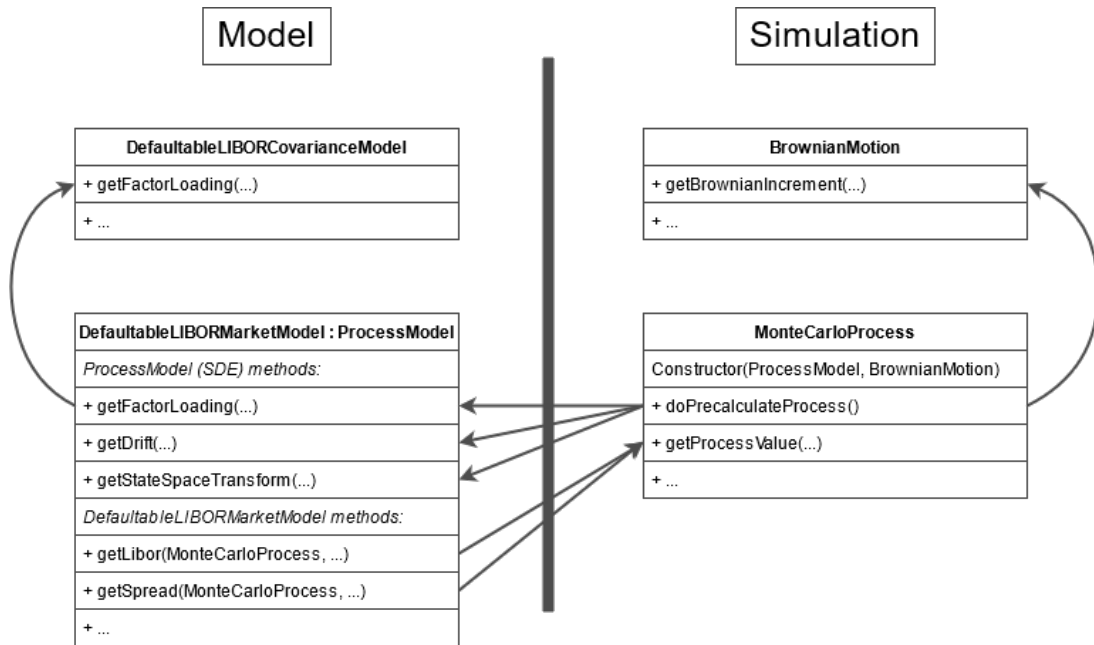 Model
Simulation
DefaultableLIBORCovarianceModel
+ getFactorLoading(...)
+ ...
BrownianMotion
+ getBrownianIncrement(...)
+ ...
DefaultableLIBORMarketModel : ProcessModel
ProcessModel (SDE) methods:
+ getFactorLoading(...)
+ getDrift(...)
+ getStateSpaceTransform(...)
DefaultableLIBORMarketModel methods:
+ getLibor(MonteCarloProcess, ...)
+ getSpread(MonteCarloProcess, ...)
+ ...
MonteCarloProcess
Constructor(ProcessModel, BrownianMotion)
+ doPrecalculateProcess()
+ getProcessValue(...)
+ ...